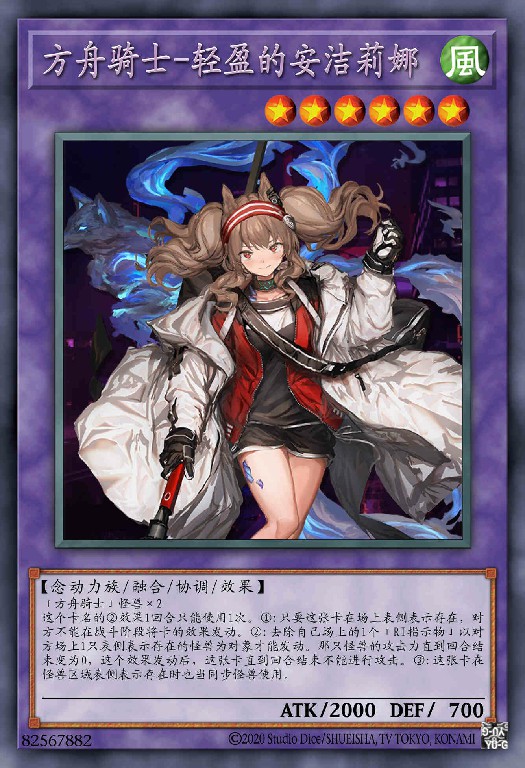 方舟骑士-轻盈的安洁莉娜
風
【念动力族/融合/协调/效果】
「方舟骑士」怪兽×2
这个卡名的②效果1回合只能使用1次。①:只要这张卡在场上表侧表示存在,对
方不能在战斗阶段将卡的效果发动。②:去除自己场上的1个「RI指示物」以对
方场上1只表侧表示存在的怪兽为对象才能发动。那只怪兽的攻击力直到回合结
束变为0,这个效果发动后,这张卡直到回合结束不能进行攻击。③:这张卡在
怪兽区域表侧表示存在时也当同步怪兽使用.
ATK/2000 DEF/ 700
82567882
©2020 Studio Dice/SHUEISHA, TV TOKYO, KONAMI